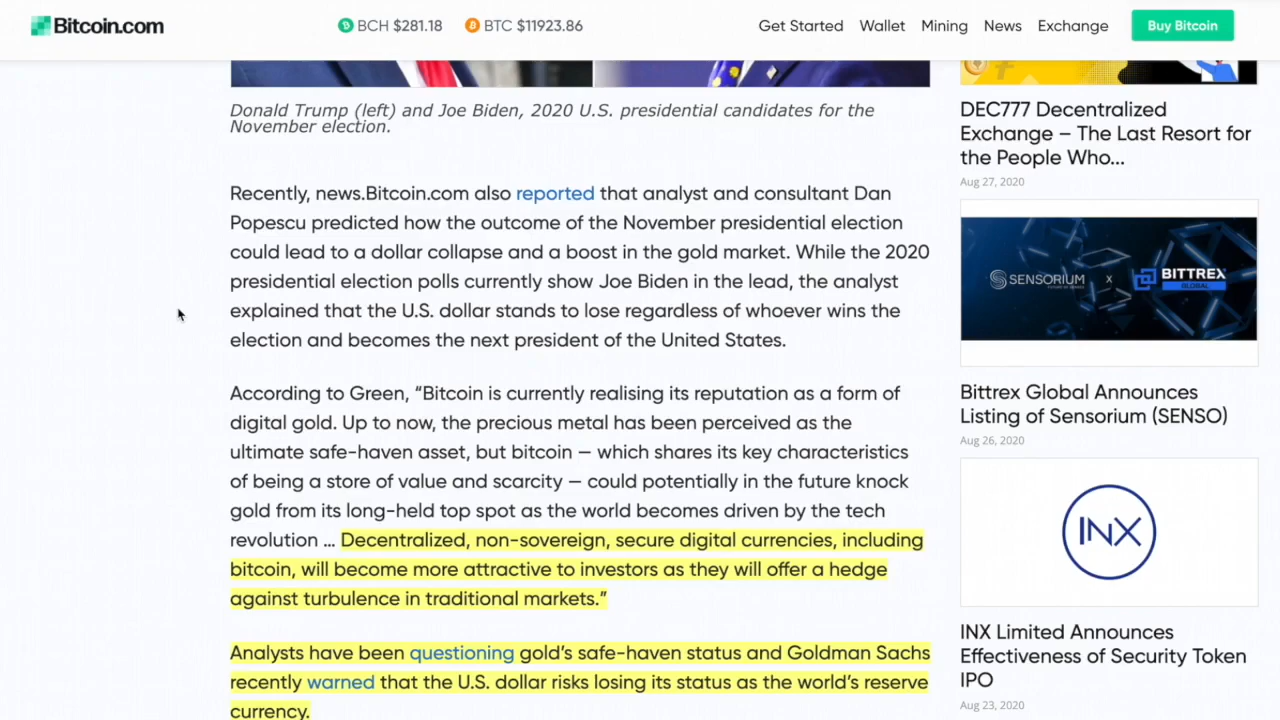 Bitcoin.com
BCH $281.18
BTC $11923.86
Get Started
Wallet
Mining
News
Exchange
Buy Bitcoin
Donald Trump (left) and Joe Biden, 2020 U.S. presidential candidates for the
November election.
Recently, news.Bitcoin.com also reported that analyst and consultant Dan
Popescu predicted how the outcome of the November presidential election
could lead to a dollar collapse and a boost in the gold market. While the 2020
presidential election polls currently show Joe Biden in the lead, the analyst
explained that the U.S. dollar stands to lose regardless of whoever wins the
election and becomes the next president of the United States.
According to Green, “Bitcoin is currently realising its reputation as a form of
digital gold. Up to now, the precious metal has been perceived as the
ultimate safe-haven asset, but bitcoin — which shares its key characteristics
of being a store of value and scarcity — could potentially in the future knock
gold from its long-held top spot as the world becomes driven by the tech
revolution … Decentralized, non-sovereign, secure digital currencies, including
bitcoin, will become more attractive to investors as they will offer a hedge
against turbulence in traditional markets.”
Analysts have been questioning gold’s safe-haven status and Goldman Sachs
recently warned that the U.S. dollar risks losing its status as the world’s reserve
currency.
DEC777 Decentralized
Exchange – The Last Resort for
the People Who...
Aug 27, 2020
SENSORIUM
x
BITTREX
GLOBAL
Bittrex Global Announces
Listing of Sensorium (SENSO)
Aug 26, 2020
INX
INX Limited Announces
Effectiveness of Security Token
IPO
Aug 23, 2020